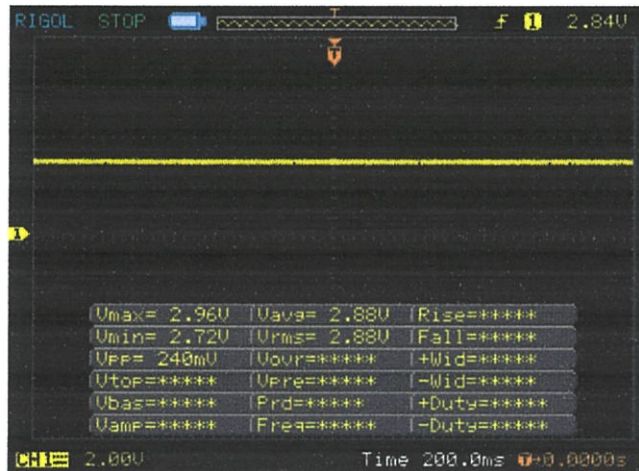 RIGOL STOP T f 1 2.84V
T
1
Vmax= 2.96V Vavg= 2.88V Rise=*****
Vmin= 2.72V Vrms= 2.88V Fall=*****
Vpp= 240mV Vovr=***** +Wid=*****
Vtop=***** Vpre=***** -Wid=*****
Vbas=***** Prd=***** +Duty=*****
Vamp=***** Freq=***** -Duty=*****
CH1 2.00V Time 200.0ms T→0.0000s